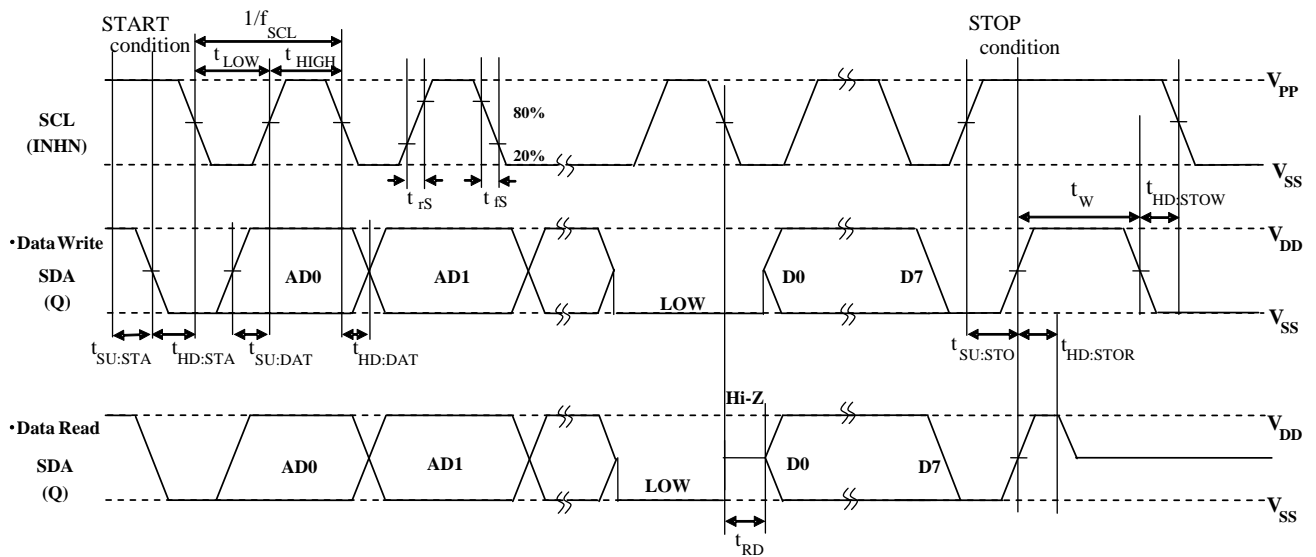 START condition
1/fSCL
STOP condition
tLOW
tHIGH
VPP
SCL
(INHN)
80%
20%
VSS
trS
tfS
tW
tHD:STOW
・Data Write
VDD
SDA
(Q)
AD0
AD1
D0
D7
LOW
VSS
tSU:STA
tHD:STA
tSU:DAT
tHD:DAT
tSU:STO
tHD:STOR
Hi-Z
・Data Read
VDD
SDA
(Q)
AD0
AD1
D0
D7
LOW
VSS
tRD